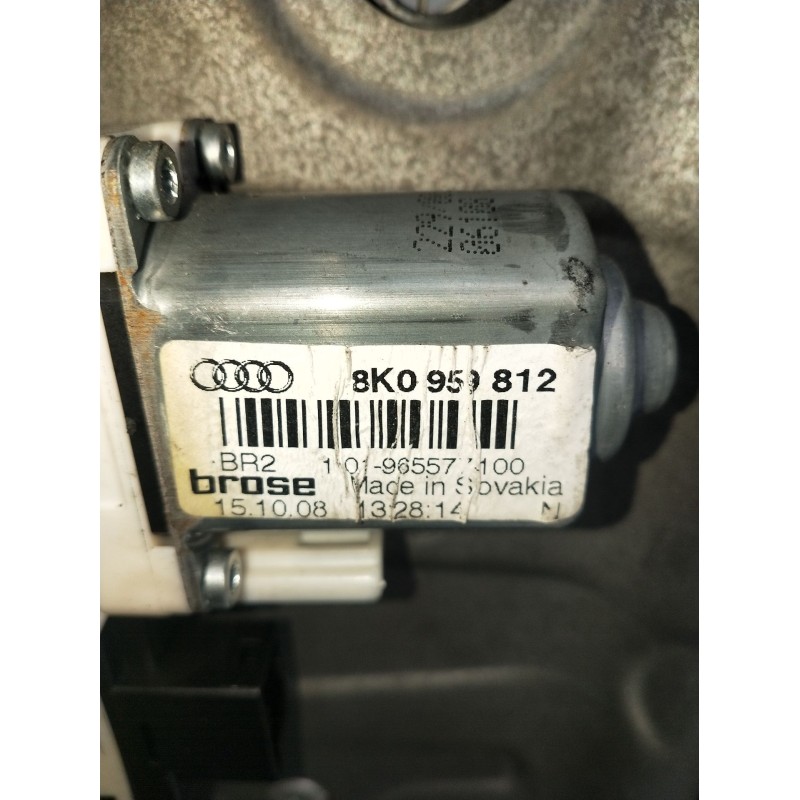 8K0 959 812
BR2
brose Made in Slovakia
15.10.08 13:28:14 N